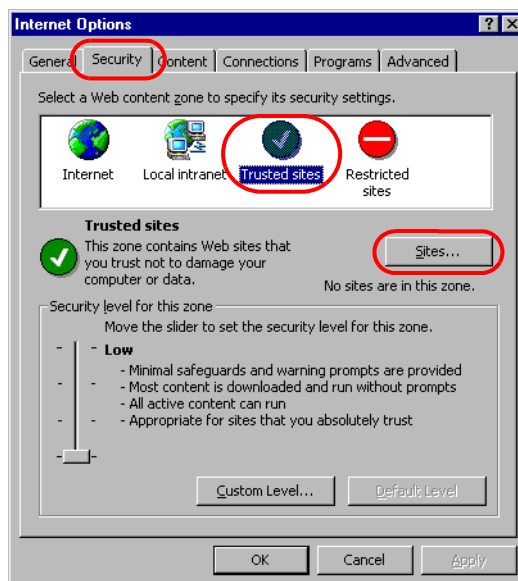 Internet Options
General Security Content Connections Programs Advanced
Select a Web content zone to specify its security settings.
Internet Local intranet Trusted sites Restricted sites
Trusted sites
This zone contains Web sites that
you trust not to damage your
computer or data.
Sites...
No sites are in this zone.
Security level for this zone
Move the slider to set the security level for this zone.
Low
- Minimal safeguards and warning prompts are provided
- Most content is downloaded and run without prompts
- All active content can run
- Appropriate for sites that you absolutely trust
Custom Level... Default Level
OK Cancel Apply